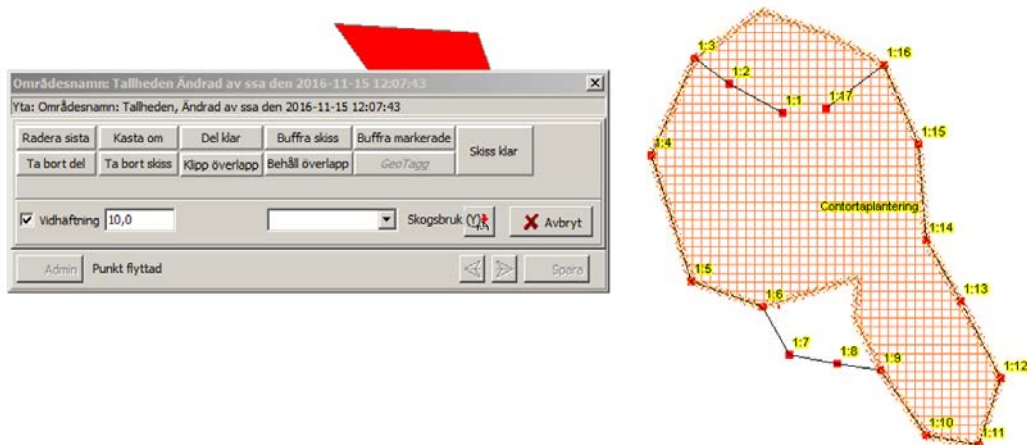 Områdesnamn: Tallheden Ändrad av ssa den 2016-11-15 12:07:43
Yta: Områdesnamn: Tallheden, Ändrad av ssa den 2016-11-15 12:07:43
Radera sista Kasta om Del klar Buffra skiss Buffra markerade
Skiss klar
Ta bort del Ta bort skiss Klipp överlapp Behåll överlapp GeoTagg
Vidhäftning 10,0 Skogsbruk (Y) Avbryt
Admin Punkt flyttad Spara
1:3
1:16
1:2
1:1
1:17
1:15
1:4
Contortaplantering
1:14
1:5
1:13
1:6
1:7
1:8
1:9
1:12
1:10
1:11